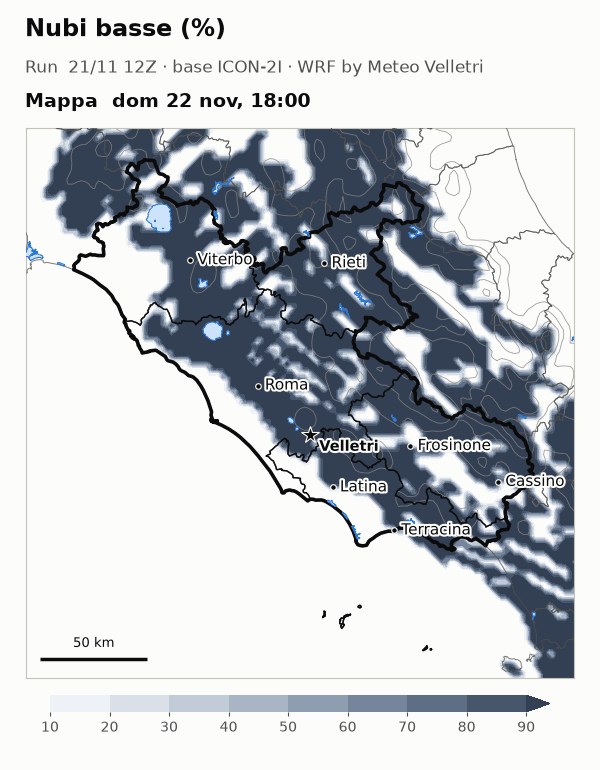 Nubi basse (%)
Run 21/11 12Z · base ICON-2I · WRF by Meteo Velletri
Mappa dom 22 nov, 18:00
Viterbo
Rieti
Roma
Velletri
Frosinone
Cassino
Latina
Terracina
50 km
10 20 30 40 50 60 70 80 90